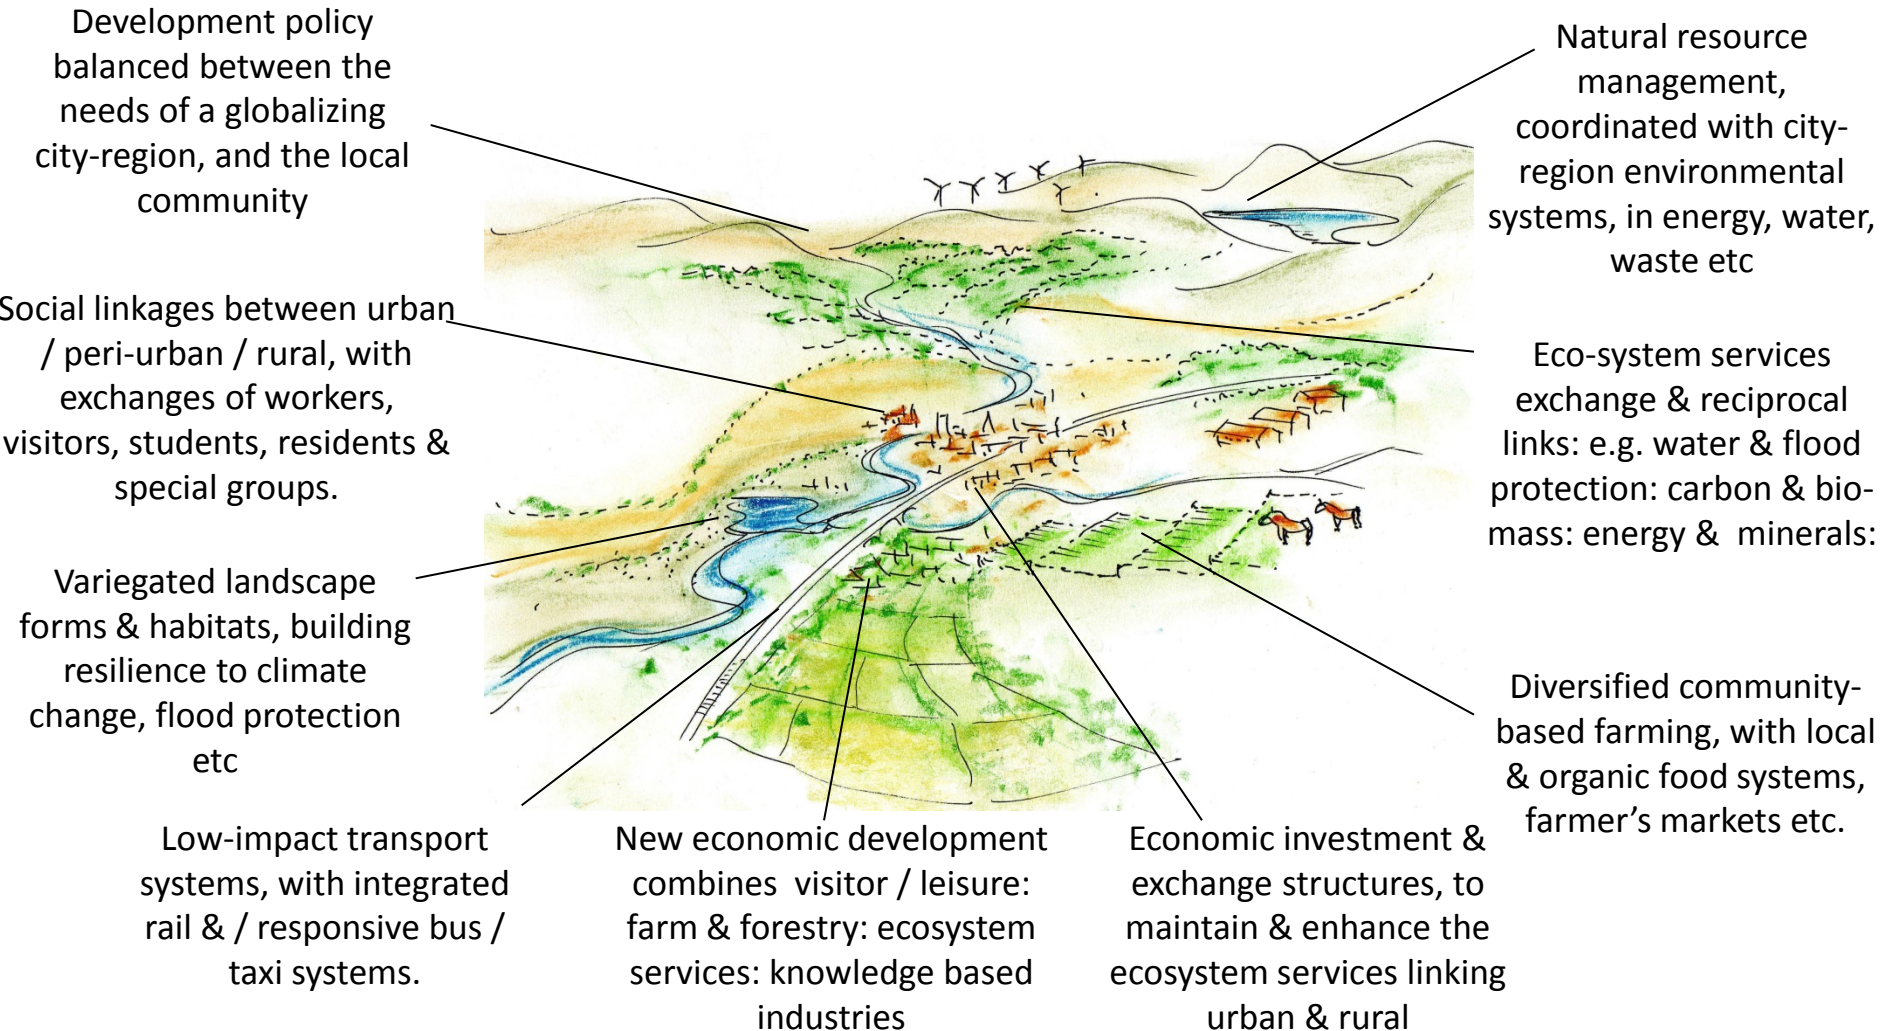 Development policy
balanced between the
needs of a globalizing
city-region, and the local
community
Social linkages between urban
/ peri-urban / rural, with
exchanges of workers,
visitors, students, residents &
special groups.
Variegated landscape
forms & habitats, building
resilience to climate
change, flood protection
etc
Low-impact transport
systems, with integrated
rail & / responsive bus /
taxi systems.
New economic development
combines  visitor / leisure:
farm & forestry: ecosystem
services: knowledge based
industries
Economic investment &
exchange structures, to
maintain & enhance the
ecosystem services linking
urban & rural
Natural resource
management,
coordinated with city-
region environmental
systems, in energy, water,
waste etc
Eco-system services
exchange & reciprocal
links: e.g. water & flood
protection: carbon & bio-
mass: energy &  minerals:
Diversified community-
based farming, with local
& organic food systems,
farmer’s markets etc.